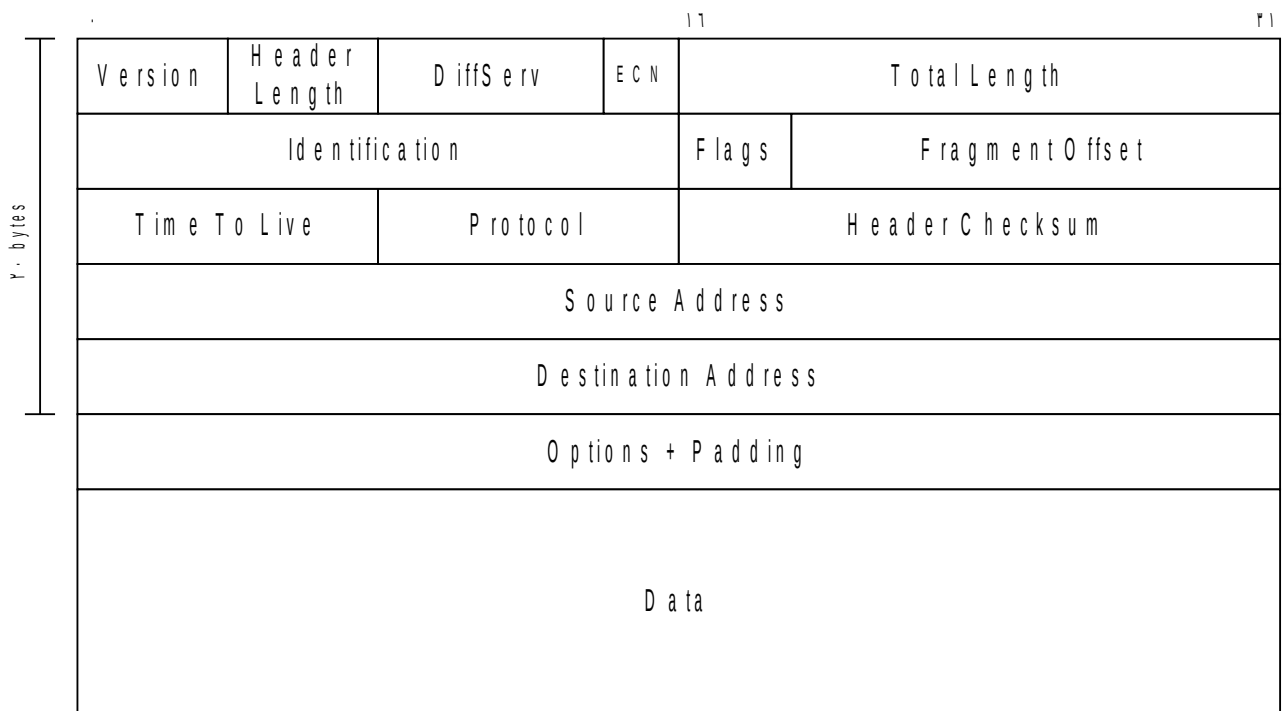 ٠ ١٦ ٣١
Version Header Length DiffServ ECN Total Length
Identification Flags Fragment Offset
Time To Live Protocol Header Checksum
٢٠ bytes
Source Address
Destination Address
Options + Padding
Data